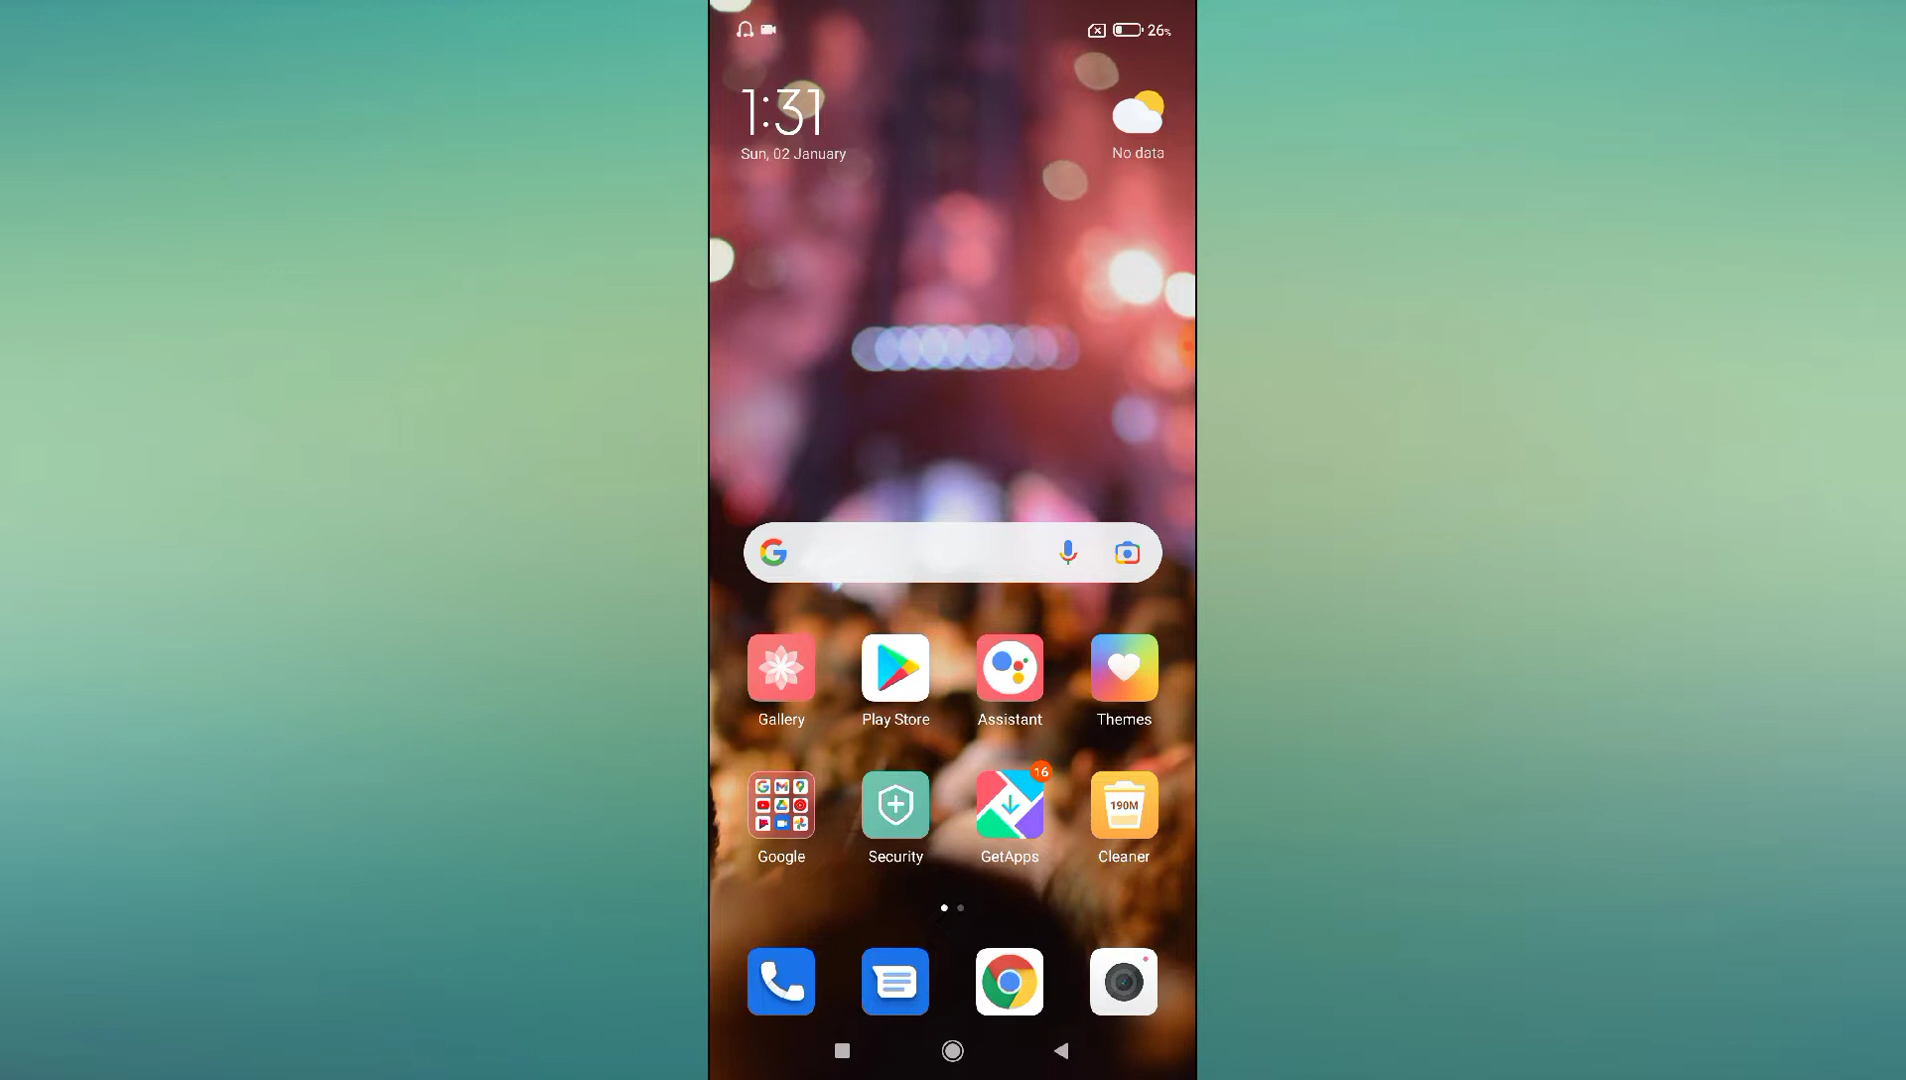 26%
1:31
Sun, 02 January
No data
Gallery
Play Store
Assistant
Themes
16
190M
Google
Security
GetApps
Cleaner